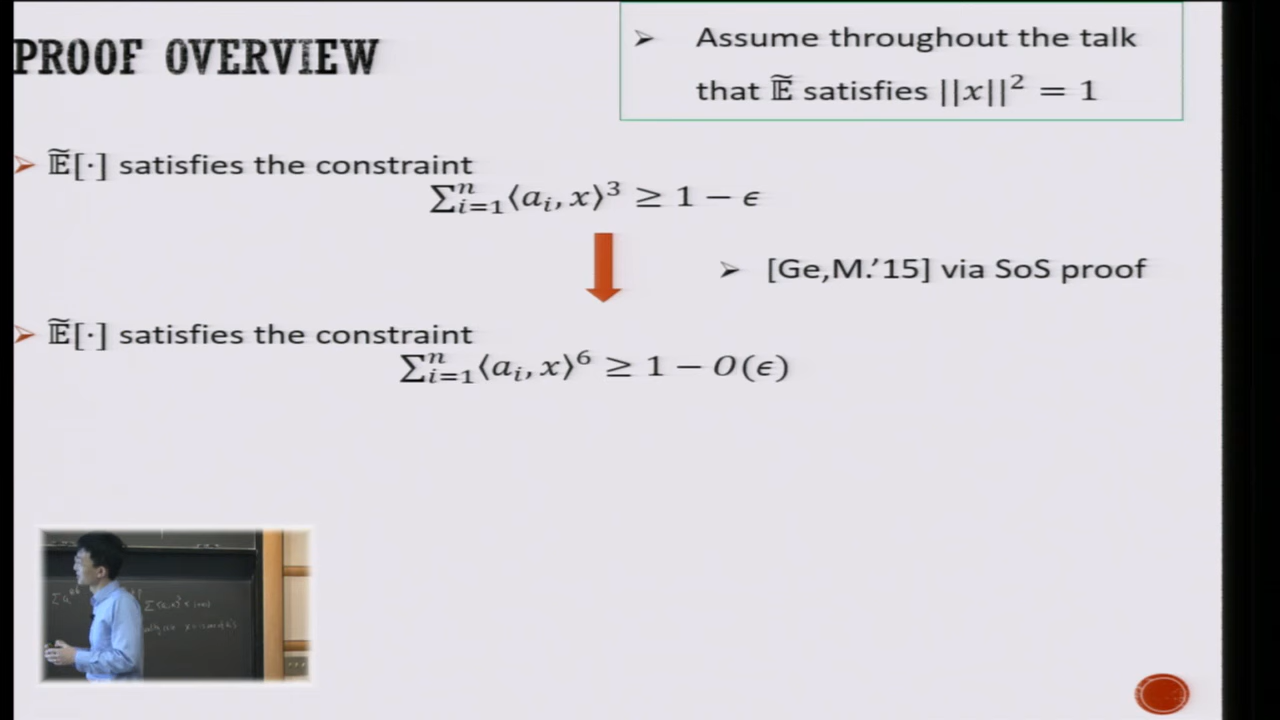 PROOF OVERVIEW
➢ Assume throughout the talk
that 𝔼̃ satisfies ||x||² = 1
➢ 𝔼̃[·] satisfies the constraint
∑ⁿᵢ₌₁⟨aᵢ, x⟩³ ≥ 1 − ϵ
➢ [Ge,M.'15] via SoS proof
➢ 𝔼̃[·] satisfies the constraint
∑ⁿᵢ₌₁⟨aᵢ, x⟩⁶ ≥ 1 − O(ϵ)